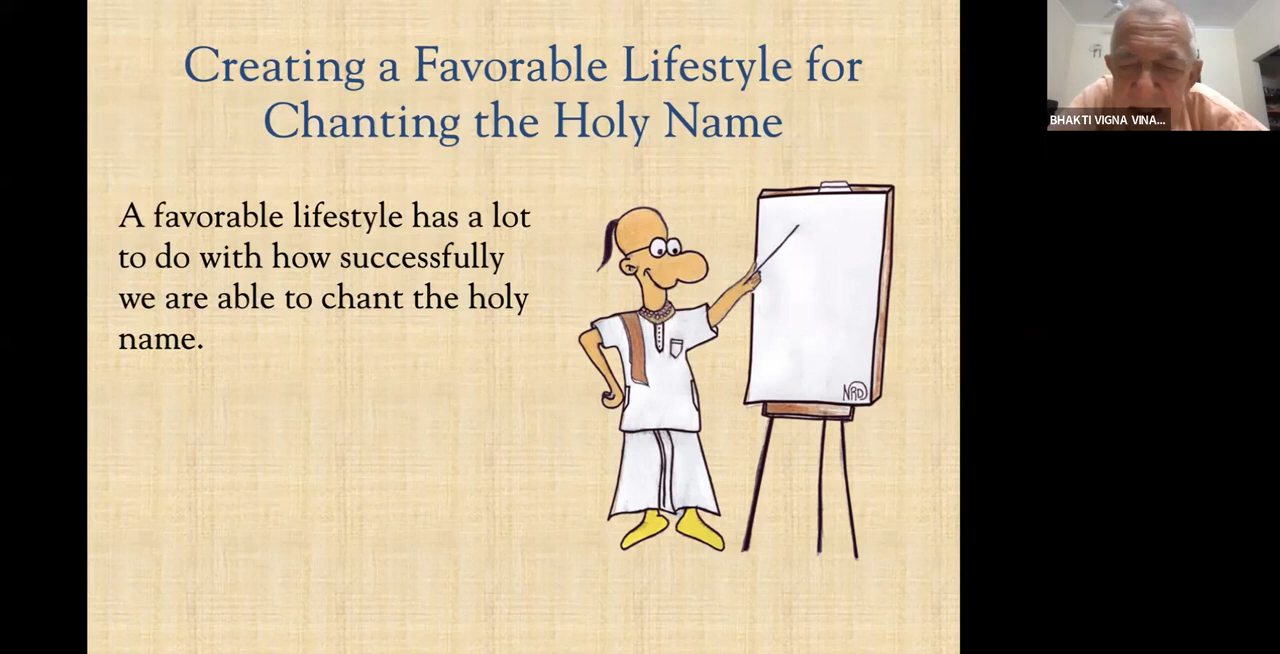 Creating a Favorable Lifestyle for
Chanting the Holy Name
A favorable lifestyle has a lot
to do with how successfully
we are able to chant the holy
name.
NRD
BHAKTI VIGNA VINA...